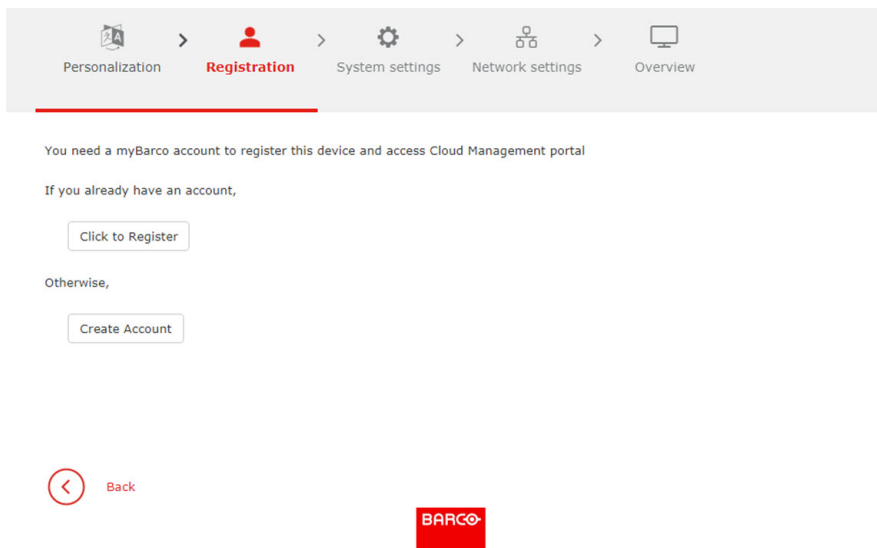 Personalization
Registration
System settings
Network settings
Overview
You need a myBarco account to register this device and access Cloud Management portal
If you already have an account,
Click to Register
Otherwise,
Create Account
Back
BARCO